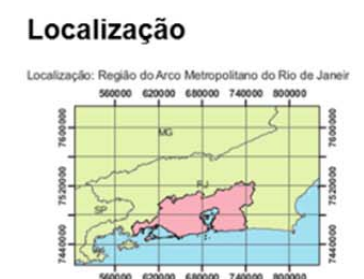 Localização
Localização: Região do Arco Metropolitano do Rio de Janeir
560000 620000 680000 740000 800000
7600000 7600000
MG
7520000 7520000
RJ
SP
7440000 7440000
560000 620000 680000 740000 800000